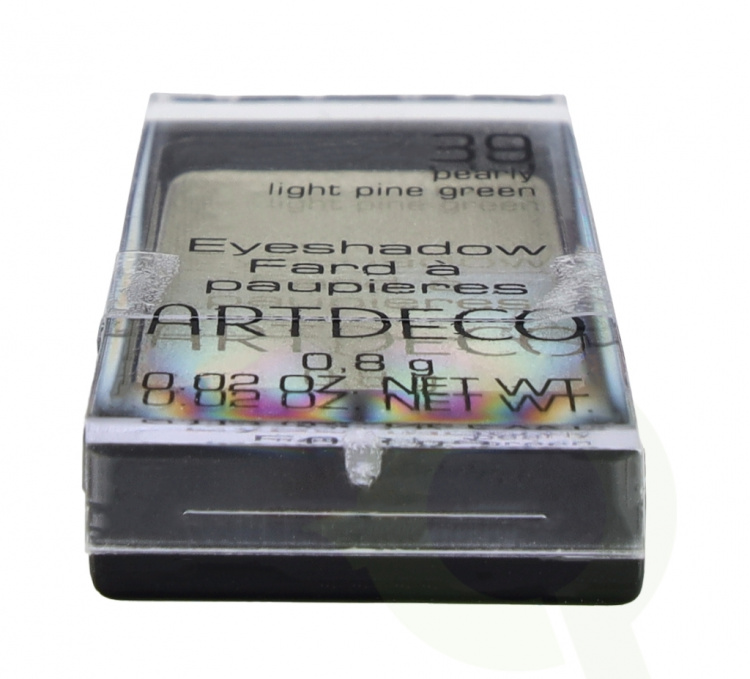 39
pearly
light pine green
Eyeshadow
Fard à
paupieres
ARTDECO
0,8 g
0.02 OZ. NET WT.